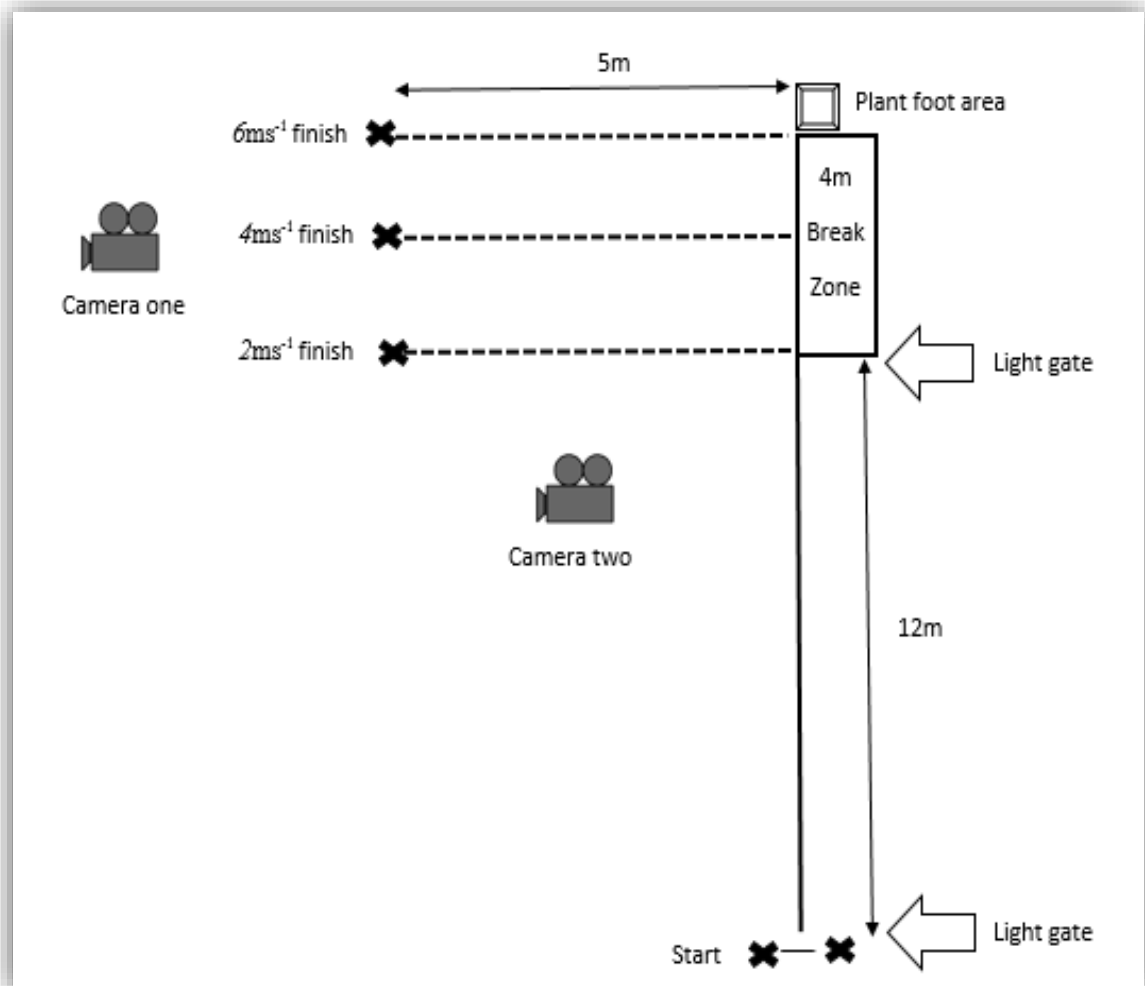 5m
Plant foot area
6ms⁻¹ finish
4m
4ms⁻¹ finish
Break
Zone
Camera one
2ms⁻¹ finish
Light gate
Camera two
12m
Light gate
Start